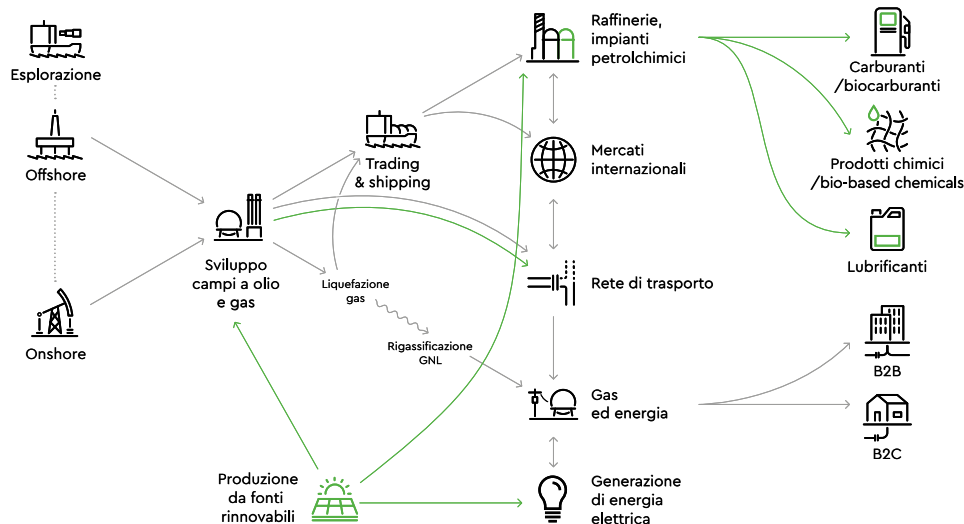 Esplorazione
Offshore
Onshore
Sviluppo
campi a olio
e gas
Trading
& shipping
Liquefazione
gas
Rigassificazione
GNL
Produzione
da fonti
rinnovabili
Raffinerie,
impianti
petrolchimici
Mercati
internazionali
Rete di trasporto
Gas
ed energia
Generazione
di energia
elettrica
Carburanti
/biocarburanti
Prodotti chimici
/bio-based chemicals
Lubrificanti
B2B
B2C